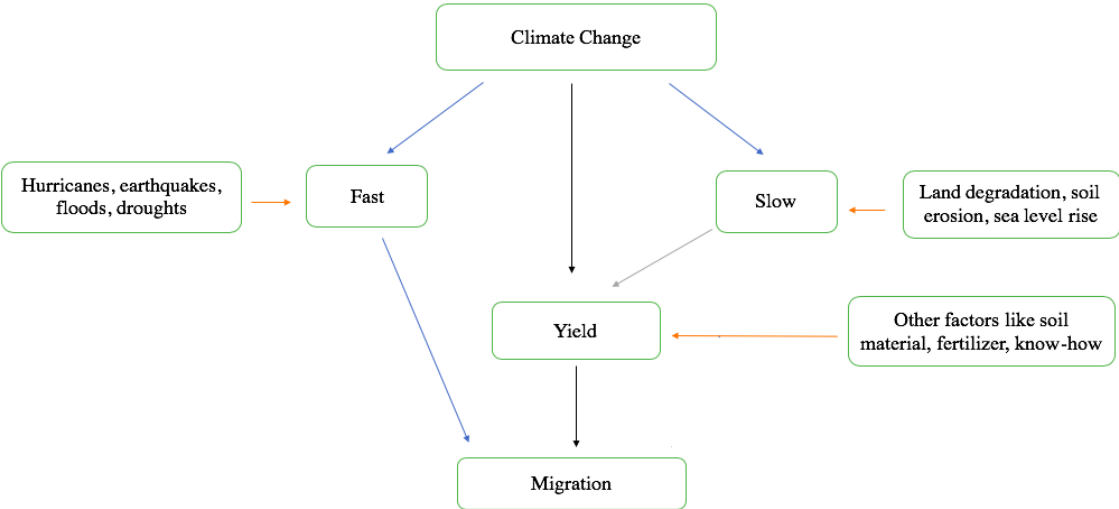 Climate Change
Hurricanes, earthquakes,
floods, droughts
Fast
Slow
Land degradation, soil
erosion, sea level rise
Yield
Other factors like soil
material, fertilizer, know-how
Migration